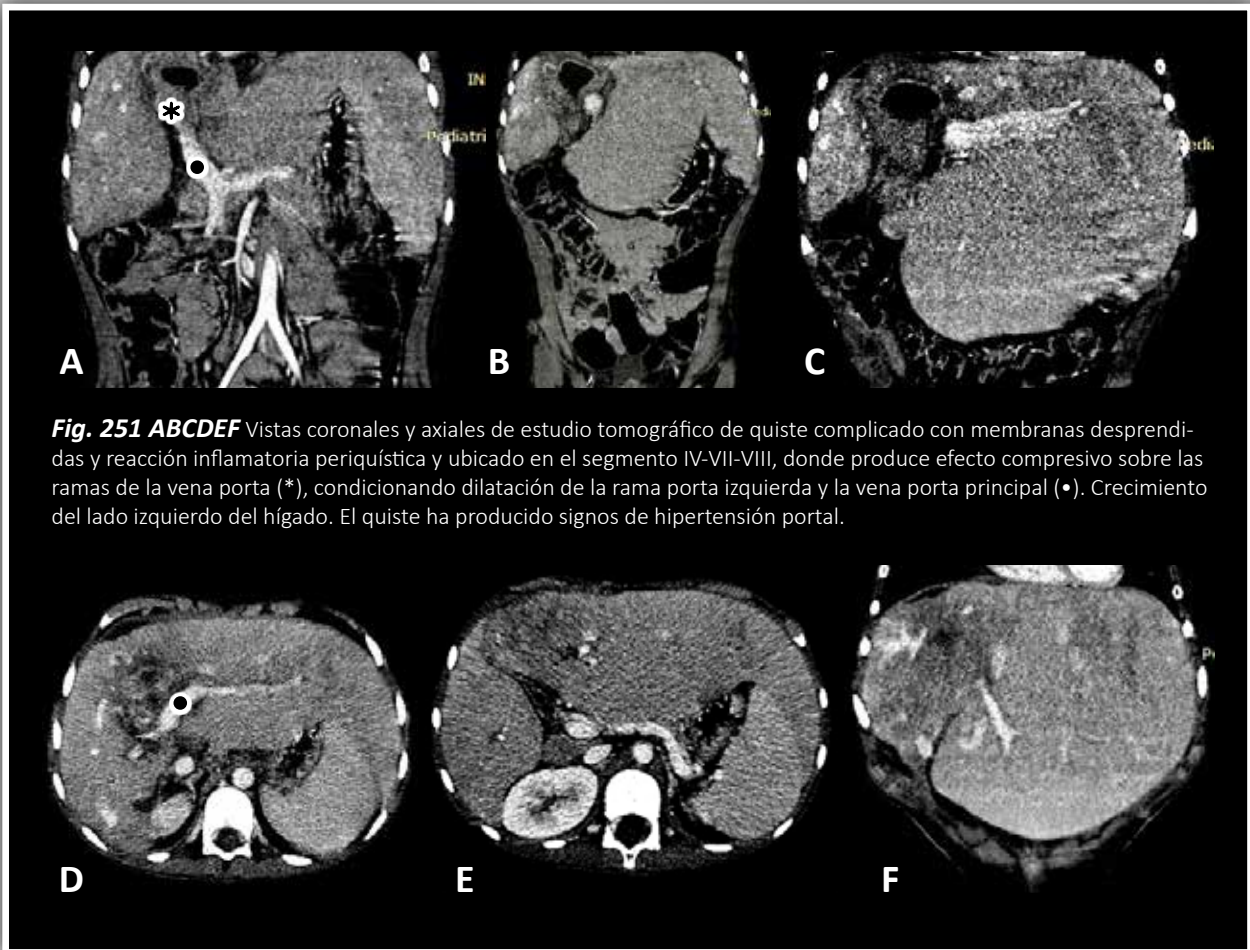 IN
Pediatri
*
•
A
B
C
Fig. 251 ABCDEF Vistas coronales y axiales de estudio tomográfico de quiste complicado con membranas desprendi-
das y reacción inflamatoria periquística y ubicado en el segmento IV-VII-VIII, donde produce efecto compresivo sobre las
ramas de la vena porta (*), condicionando dilatación de la rama porta izquierda y la vena porta principal (•). Crecimiento
del lado izquierdo del hígado. El quiste ha producido signos de hipertensión portal.
•
D
E
F